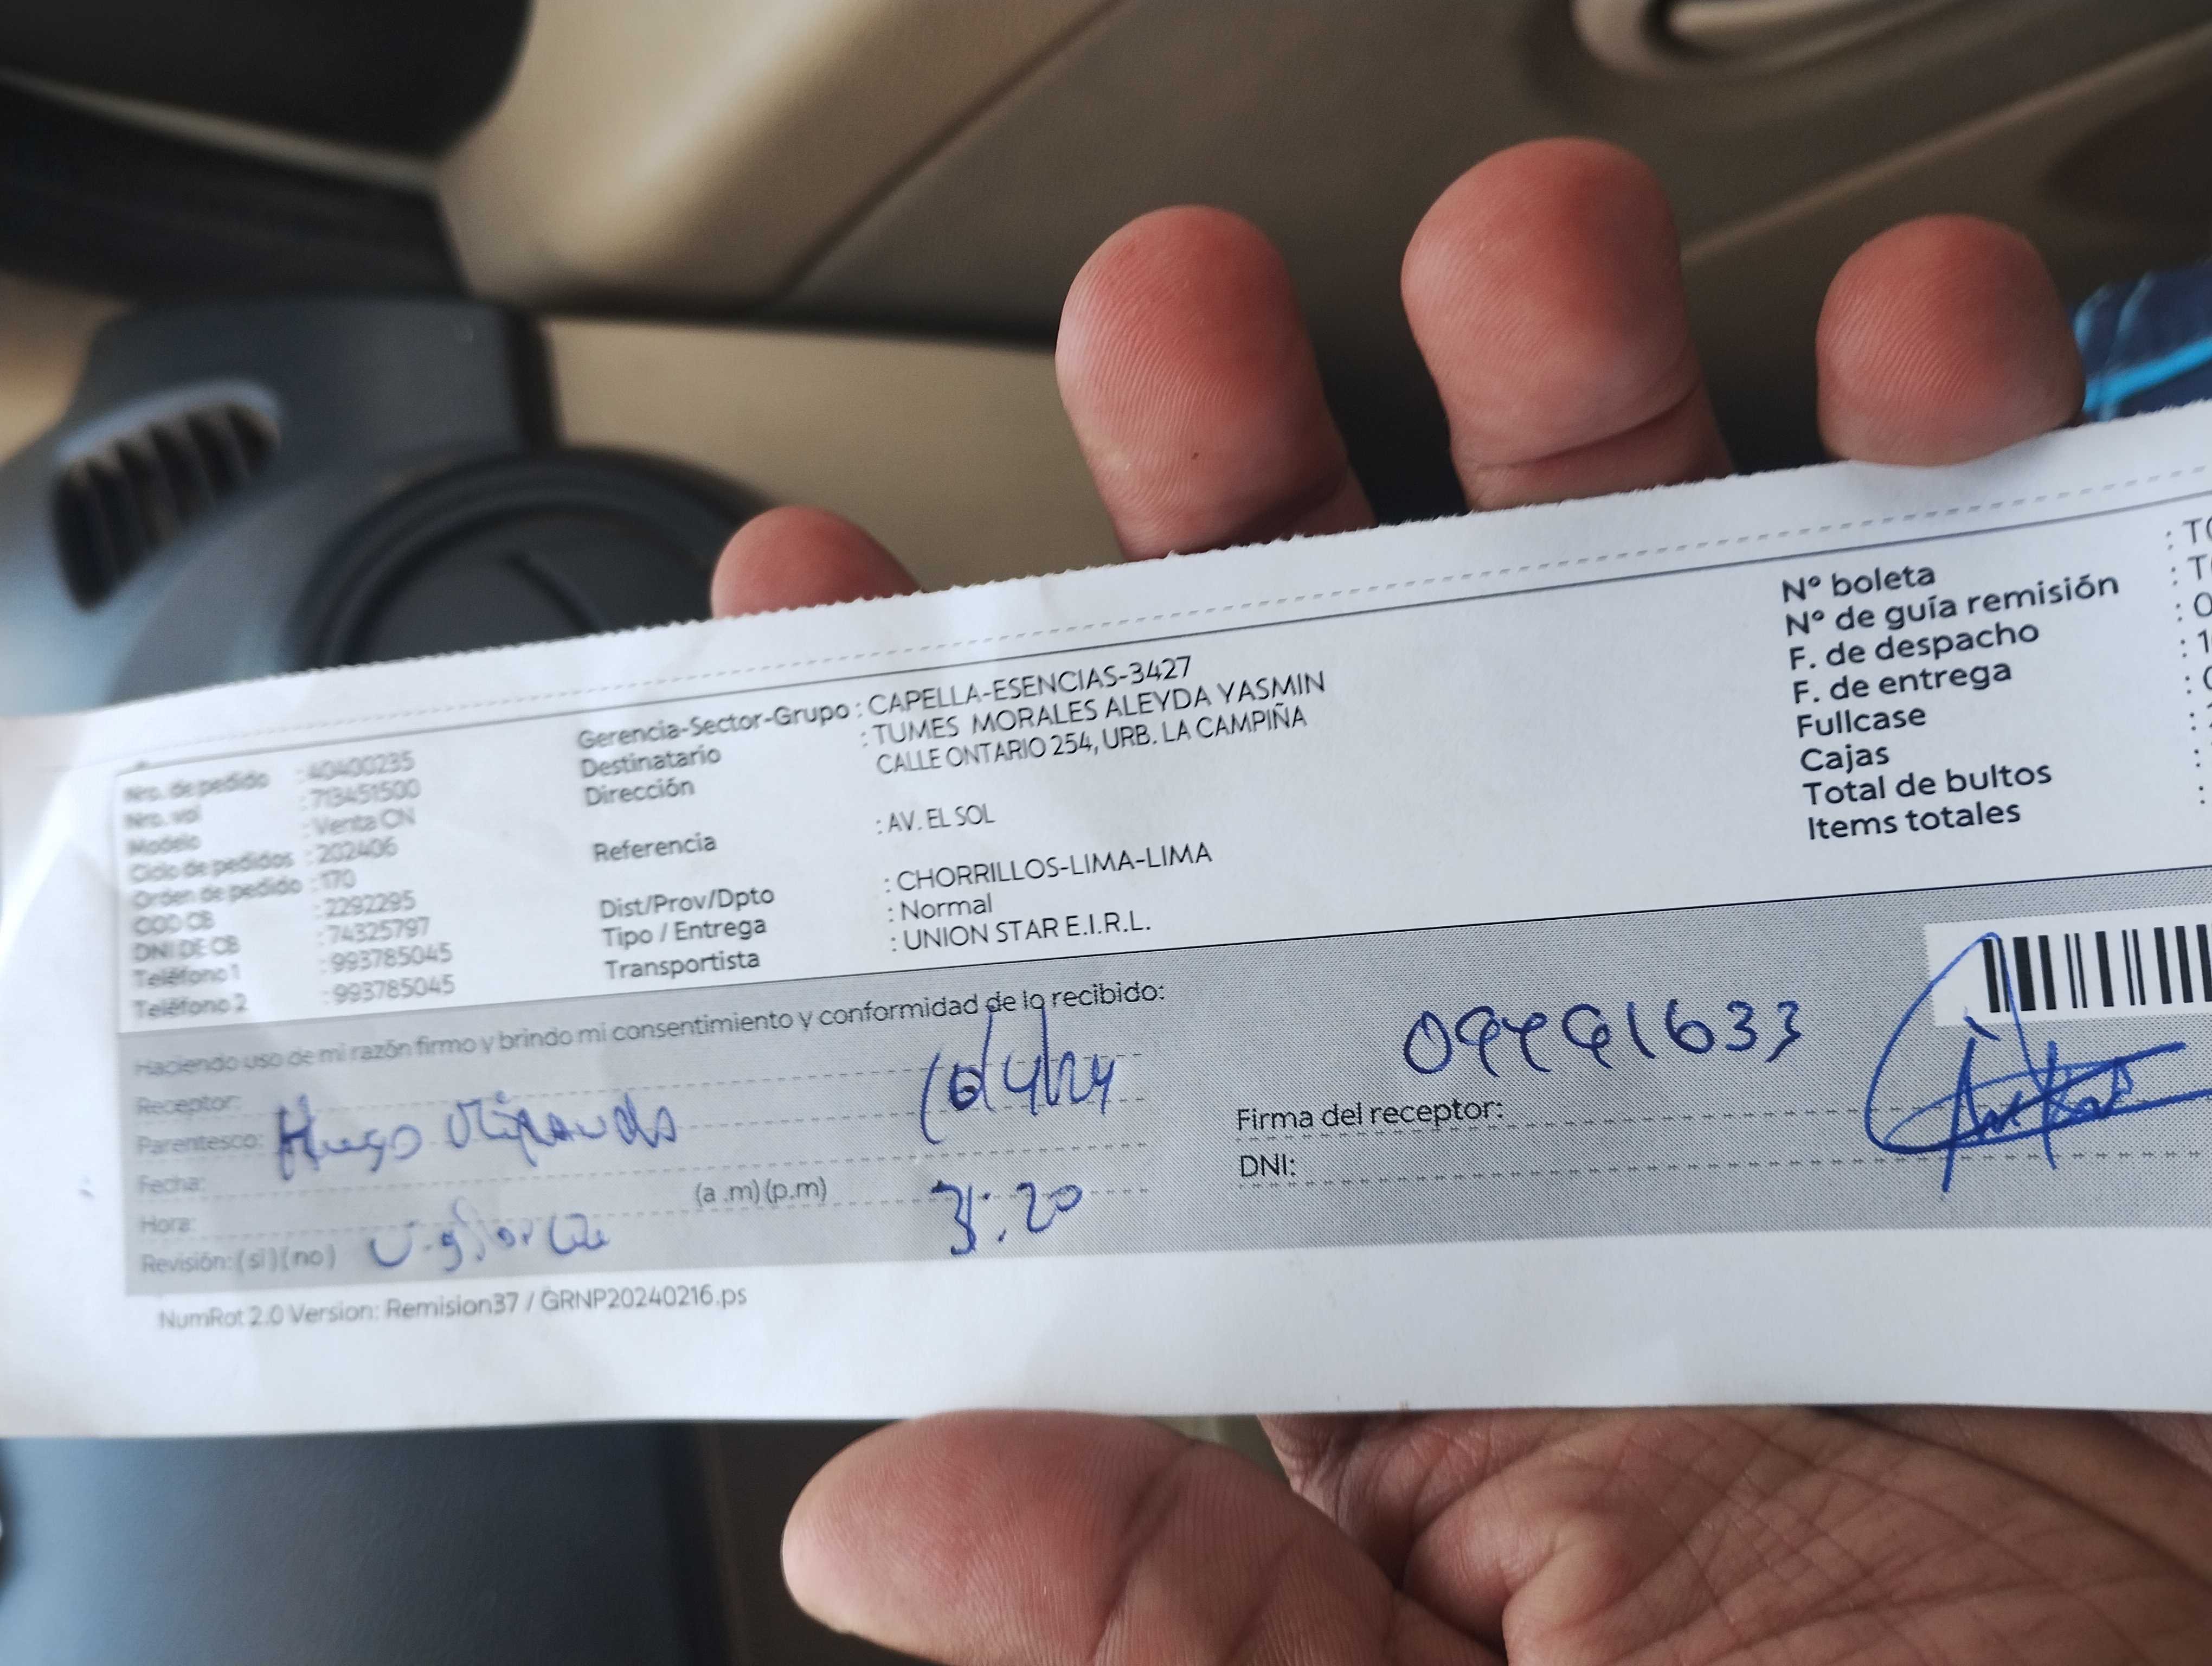 Nro. de pedido : 40400235
Nro. vol : 713451500
Modelo : Venta CN
Ciclo de pedidos : 202406
Orden de pedido : 170
COD CB : 2292295
DNI DE CB : 74325797
Teléfono 1 : 993785045
Teléfono 2 : 993785045
Gerencia-Sector-Grupo : CAPELLA-ESENCIAS-3427
Destinatario : TUMES MORALES ALEYDA YASMIN
Dirección CALLE ONTARIO 254, URB. LA CAMPIÑA
Referencia : AV. EL SOL
Dist/Prov/Dpto : CHORRILLOS-LIMA-LIMA
Tipo / Entrega : Normal
Transportista : UNION STAR E.I.R.L.
N° boleta
N° de guía remisión
F. de despacho
F. de entrega
Fullcase
Cajas
Total de bultos
Items totales
Haciendo uso de mi razón firmo y brindo mi consentimiento y conformidad de lo recibido:
Receptor:
Parentesco: Hugo Miranda
Fecha:
Hora: (a .m) (p.m) 3:20
Revisión: (si) (no)
Firma del receptor:
DNI:
NumRot 2.0 Version: Remision37 / GRNP20240216.ps